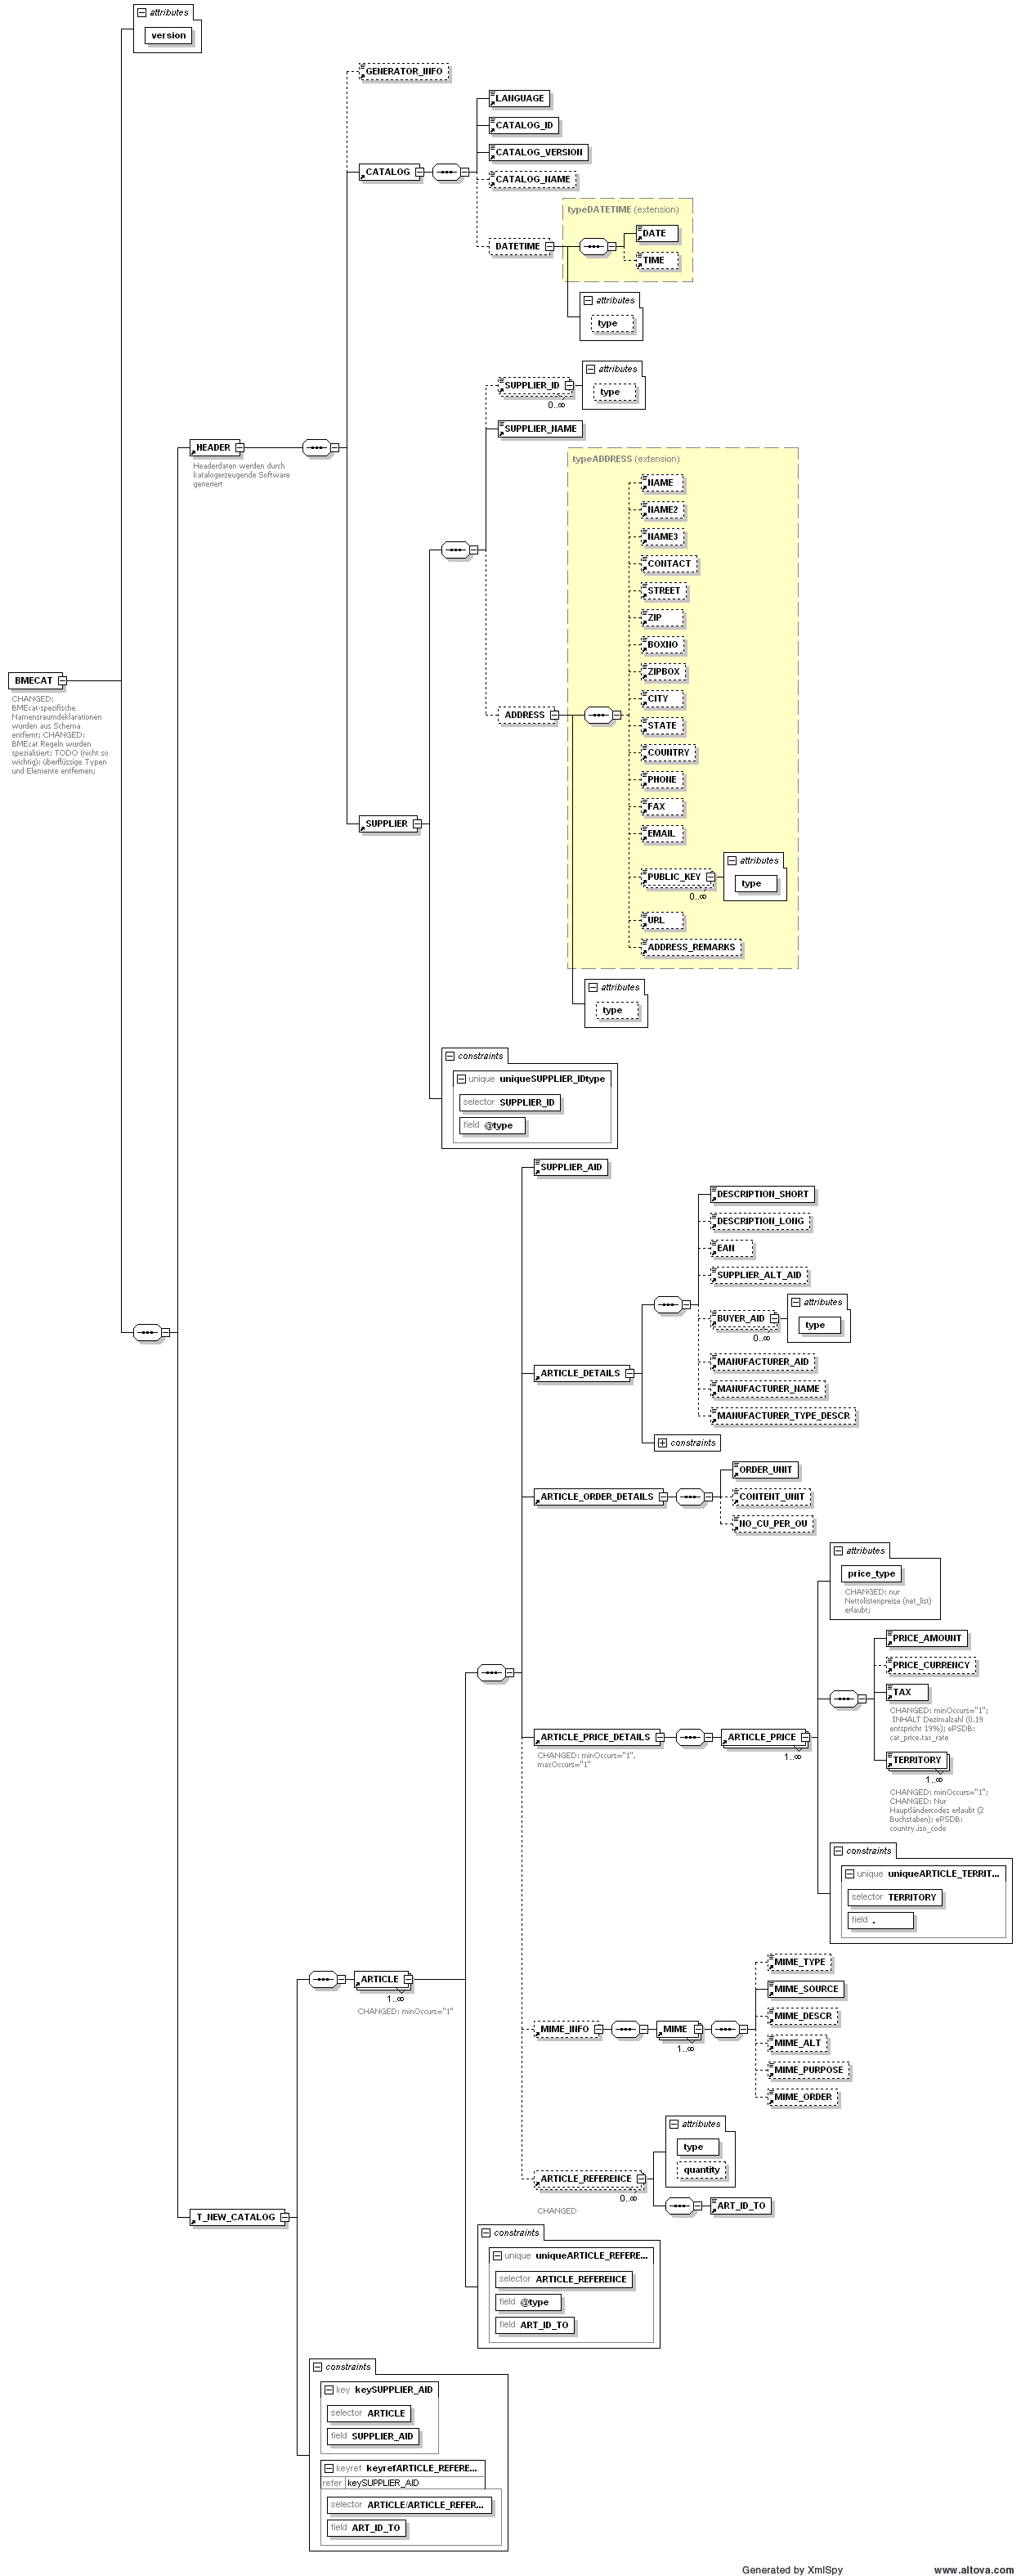 attributes
version
GENERATOR_INFO
LANGUAGE
CATALOG_ID
CATALOG_VERSION
CATALOG
CATALOG_NAME
typeDATETIME (extension)
DATE
DATETIME
TIME
attributes
type
attributes
SUPPLIER_ID
type
0..∞
SUPPLIER_NAME
HEADER
Headerdaten werden durch
katalogerzeugende Software
generiert
typeADDRESS (extension)
NAME
NAME2
NAME3
CONTACT
STREET
ZIP
BOXNO
ZIPBOX
CITY
STATE
COUNTRY
PHONE
FAX
EMAIL
attributes
PUBLIC_KEY
type
0..∞
URL
ADDRESS_REMARKS
ADDRESS
attributes
type
BMECAT
CHANGED:
BMEcat-spezifische
Namensraumdeklarationen
wurden aus Schema
entfernt; CHANGED:
BMEcat Regeln wurden
spezialisiert; TODO (nicht so
wichtig): überflüssige Typen
und Elemente entfernen;
SUPPLIER
constraints
unique uniqueSUPPLIER_IDtype
selector SUPPLIER_ID
field @type
SUPPLIER_AID
DESCRIPTION_SHORT
DESCRIPTION_LONG
EAN
SUPPLIER_ALT_AID
attributes
BUYER_AID
type
0..∞
MANUFACTURER_AID
ARTICLE_DETAILS
MANUFACTURER_NAME
MANUFACTURER_TYPE_DESCR
constraints
ORDER_UNIT
ARTICLE_ORDER_DETAILS
CONTENT_UNIT
NO_CU_PER_OU
attributes
price_type
CHANGED: nur
Nettolistenpreise (net_list)
erlaubt;
PRICE_AMOUNT
PRICE_CURRENCY
TAX
CHANGED: minOccurs="1";
INHALT Dezimalzahl (0.19
entspricht 19%); ePSDB:
cat_price.tax_rate
ARTICLE_PRICE_DETAILS
CHANGED: minOccurs="1",
maxOccurs="1"
ARTICLE_PRICE
1..∞
TERRITORY
1..∞
CHANGED: minOccurs="1";
CHANGED: Nur
Hauptländercodes erlaubt (2
Buchstaben); ePSDB:
country.iso_code
constraints
unique uniqueARTICLE_TERRIT...
selector TERRITORY
field .
ARTICLE
1..∞
CHANGED: minOccurs="1"
MIME_TYPE
MIME_SOURCE
MIME_DESCR
MIME_INFO
MIME
1..∞
MIME_ALT
MIME_PURPOSE
MIME_ORDER
attributes
type
quantity
ARTICLE_REFERENCE
0..∞
CHANGED
ART_ID_TO
T_NEW_CATALOG
constraints
unique uniqueARTICLE_REFERE...
selector ARTICLE_REFERENCE
field @type
field ART_ID_TO
constraints
key keySUPPLIER_AID
selector ARTICLE
field SUPPLIER_AID
keyref keyrefARTICLE_REFERE...
refer keySUPPLIER_AID
selector ARTICLE/ARTICLE_REFER...
field ART_ID_TO
Generated by XmlSpy www.altova.com